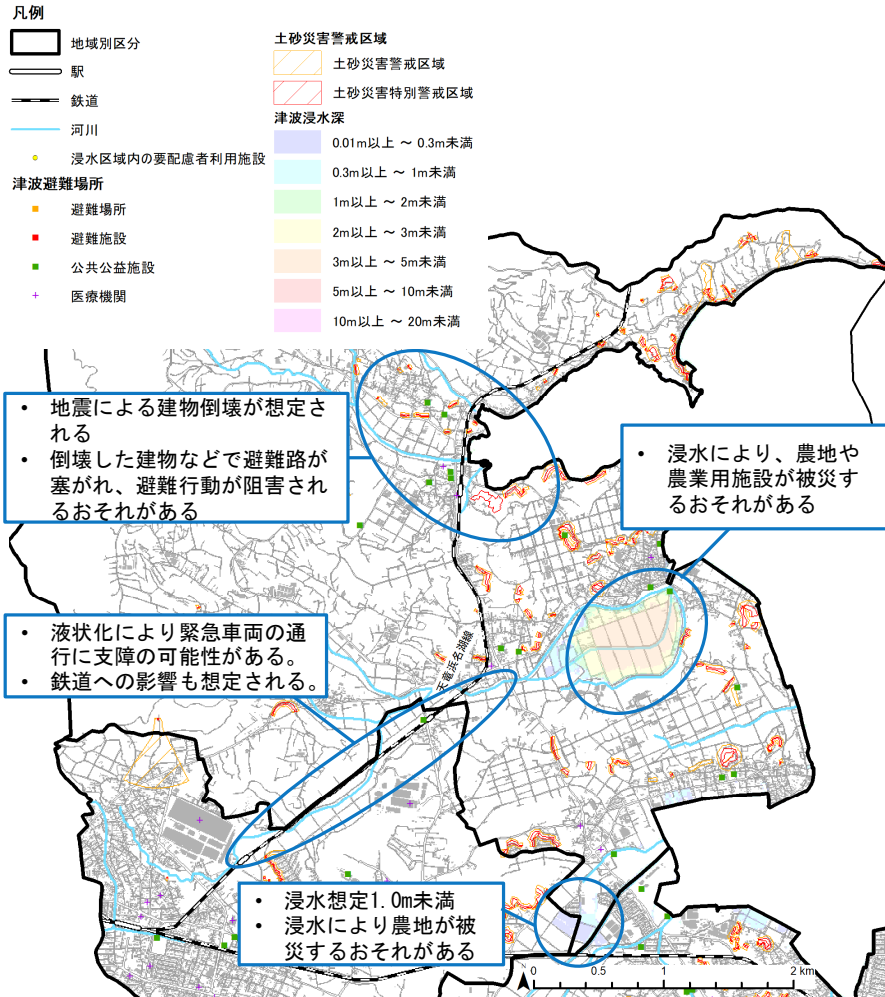 凡例
地域別区分
駅
鉄道
河川
浸水区域内の要配慮者利用施設
津波避難場所
避難場所
避難施設
公共公益施設
医療機関
土砂災害警戒区域
土砂災害警戒区域
土砂災害特別警戒区域
津波浸水深
0.01m以上 ～ 0.3m未満
0.3m以上 ～ 1m未満
1m以上 ～ 2m未満
2m以上 ～ 3m未満
3m以上 ～ 5m未満
5m以上 ～ 10m未満
10m以上 ～ 20m未満
• 地震による建物倒壊が想定さ
れる
• 倒壊した建物などで避難路が
塞がれ、避難行動が阻害され
るおそれがある
• 浸水により、農地や
農業用施設が被災す
るおそれがある
• 液状化により緊急車両の通
行に支障の可能性がある。
• 鉄道への影響も想定される。
天竜浜名湖線
• 浸水想定1.0m未満
• 浸水により農地が被
災するおそれがある
0 0.5 1 2 km